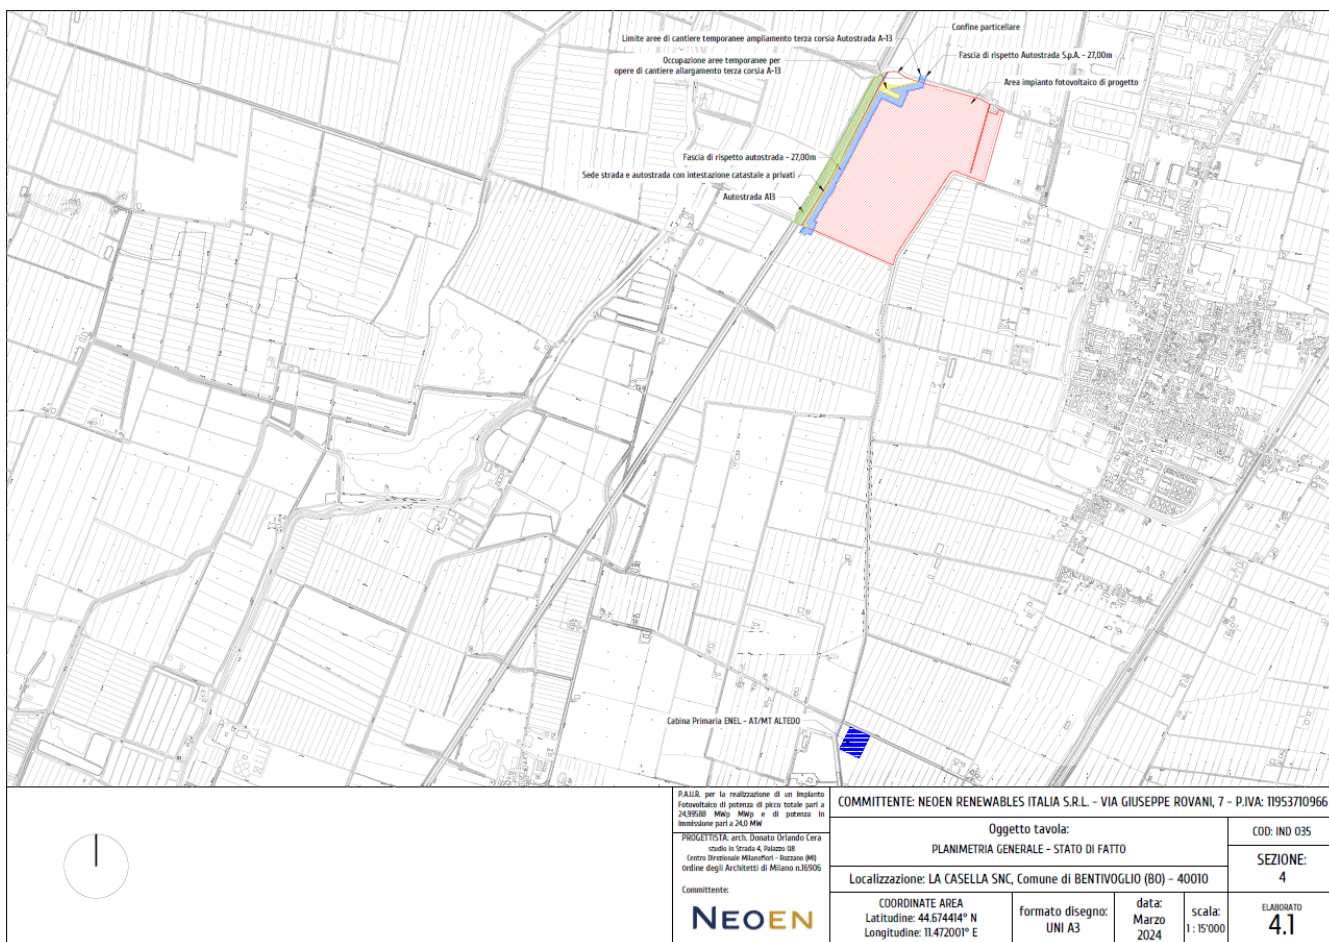 Confine particellare
Limite aree di cantiere temporanee ampliamento terza corsia Autostrada A-13
Fascia di rispetto Autostrada S.p.A. - 27,00m
Occupazione aree temporanee per
opere di cantiere allargamento terza corsia A-13
Area impianto fotovoltaico di progetto
Fascia di rispetto autostrada - 27,00m
Sede strada e autostrada con intestazione catastale a privati
Autostrada A13
Cabina Primaria ENEL - AT/MT ALTEDO
P.A.U.R. per la realizzazione di un Impianto
Fotovoltaico di potenza di picco totale pari a
24,99588 MWp MWp e di potenza in
immissione pari a 24,0 MW
PROGETTISTA: arch. Donato Orlando Cera
studio in Strada 4, Palazzo Q8
Centro Direzionale Milanofiori - Rozzano (MI)
Ordine degli Architetti di Milano n.16906
Committente:
NEOEN
COMMITTENTE: NEOEN RENEWABLES ITALIA S.R.L. - VIA GIUSEPPE ROVANI, 7 - P.IVA: 11953710966
Oggetto tavola:
PLANIMETRIA GENERALE - STATO DI FATTO
COD: IND 035
SEZIONE:
4
Localizzazione: LA CASELLA SNC, Comune di BENTIVOGLIO (BO) - 40010
COORDINATE AREA
Latitudine: 44.674414° N
Longitudine: 11.472001° E
formato disegno:
UNI A3
data:
Marzo
2024
scala:
1 : 15'000
ELABORATO
4.1